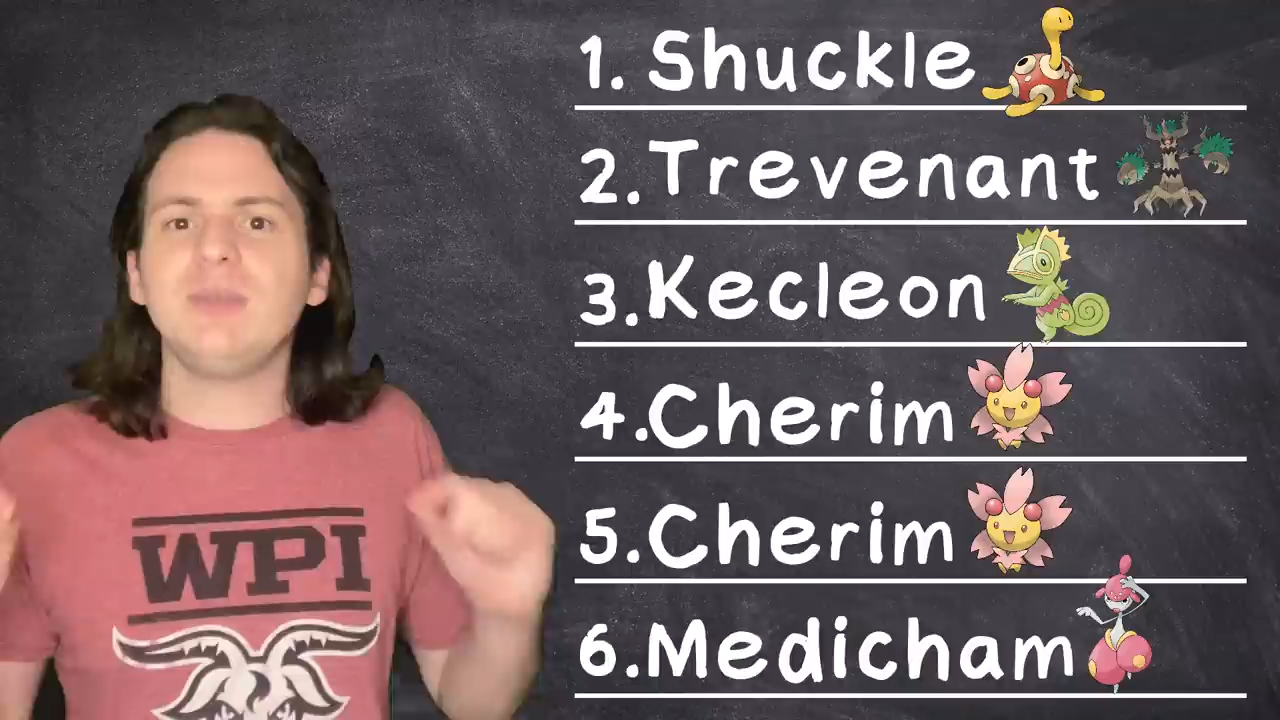 1. Shuckle
2. Trevenant
3. Kecleon
4. Cherim
5. Cherim
6. Medicham
WPI